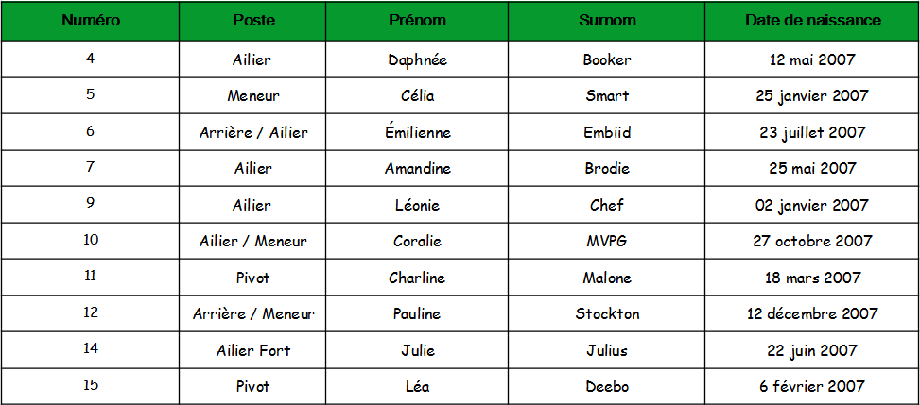 Numéro Poste Prénom Surnom Date de naissance
4 Ailier Daphnée Booker 12 mai 2007
5 Meneur Célia Smart 25 janvier 2007
6 Arrière / Ailier Émilienne Embiid 23 juillet 2007
7 Ailier Amandine Brodie 25 mai 2007
9 Ailier Léonie Chef 02 janvier 2007
10 Ailier / Meneur Coralie MVPG 27 octobre 2007
11 Pivot Charline Malone 18 mars 2007
12 Arrière / Meneur Pauline Stockton 12 décembre 2007
14 Ailier Fort Julie Julius 22 juin 2007
15 Pivot Léa Deebo 6 février 2007